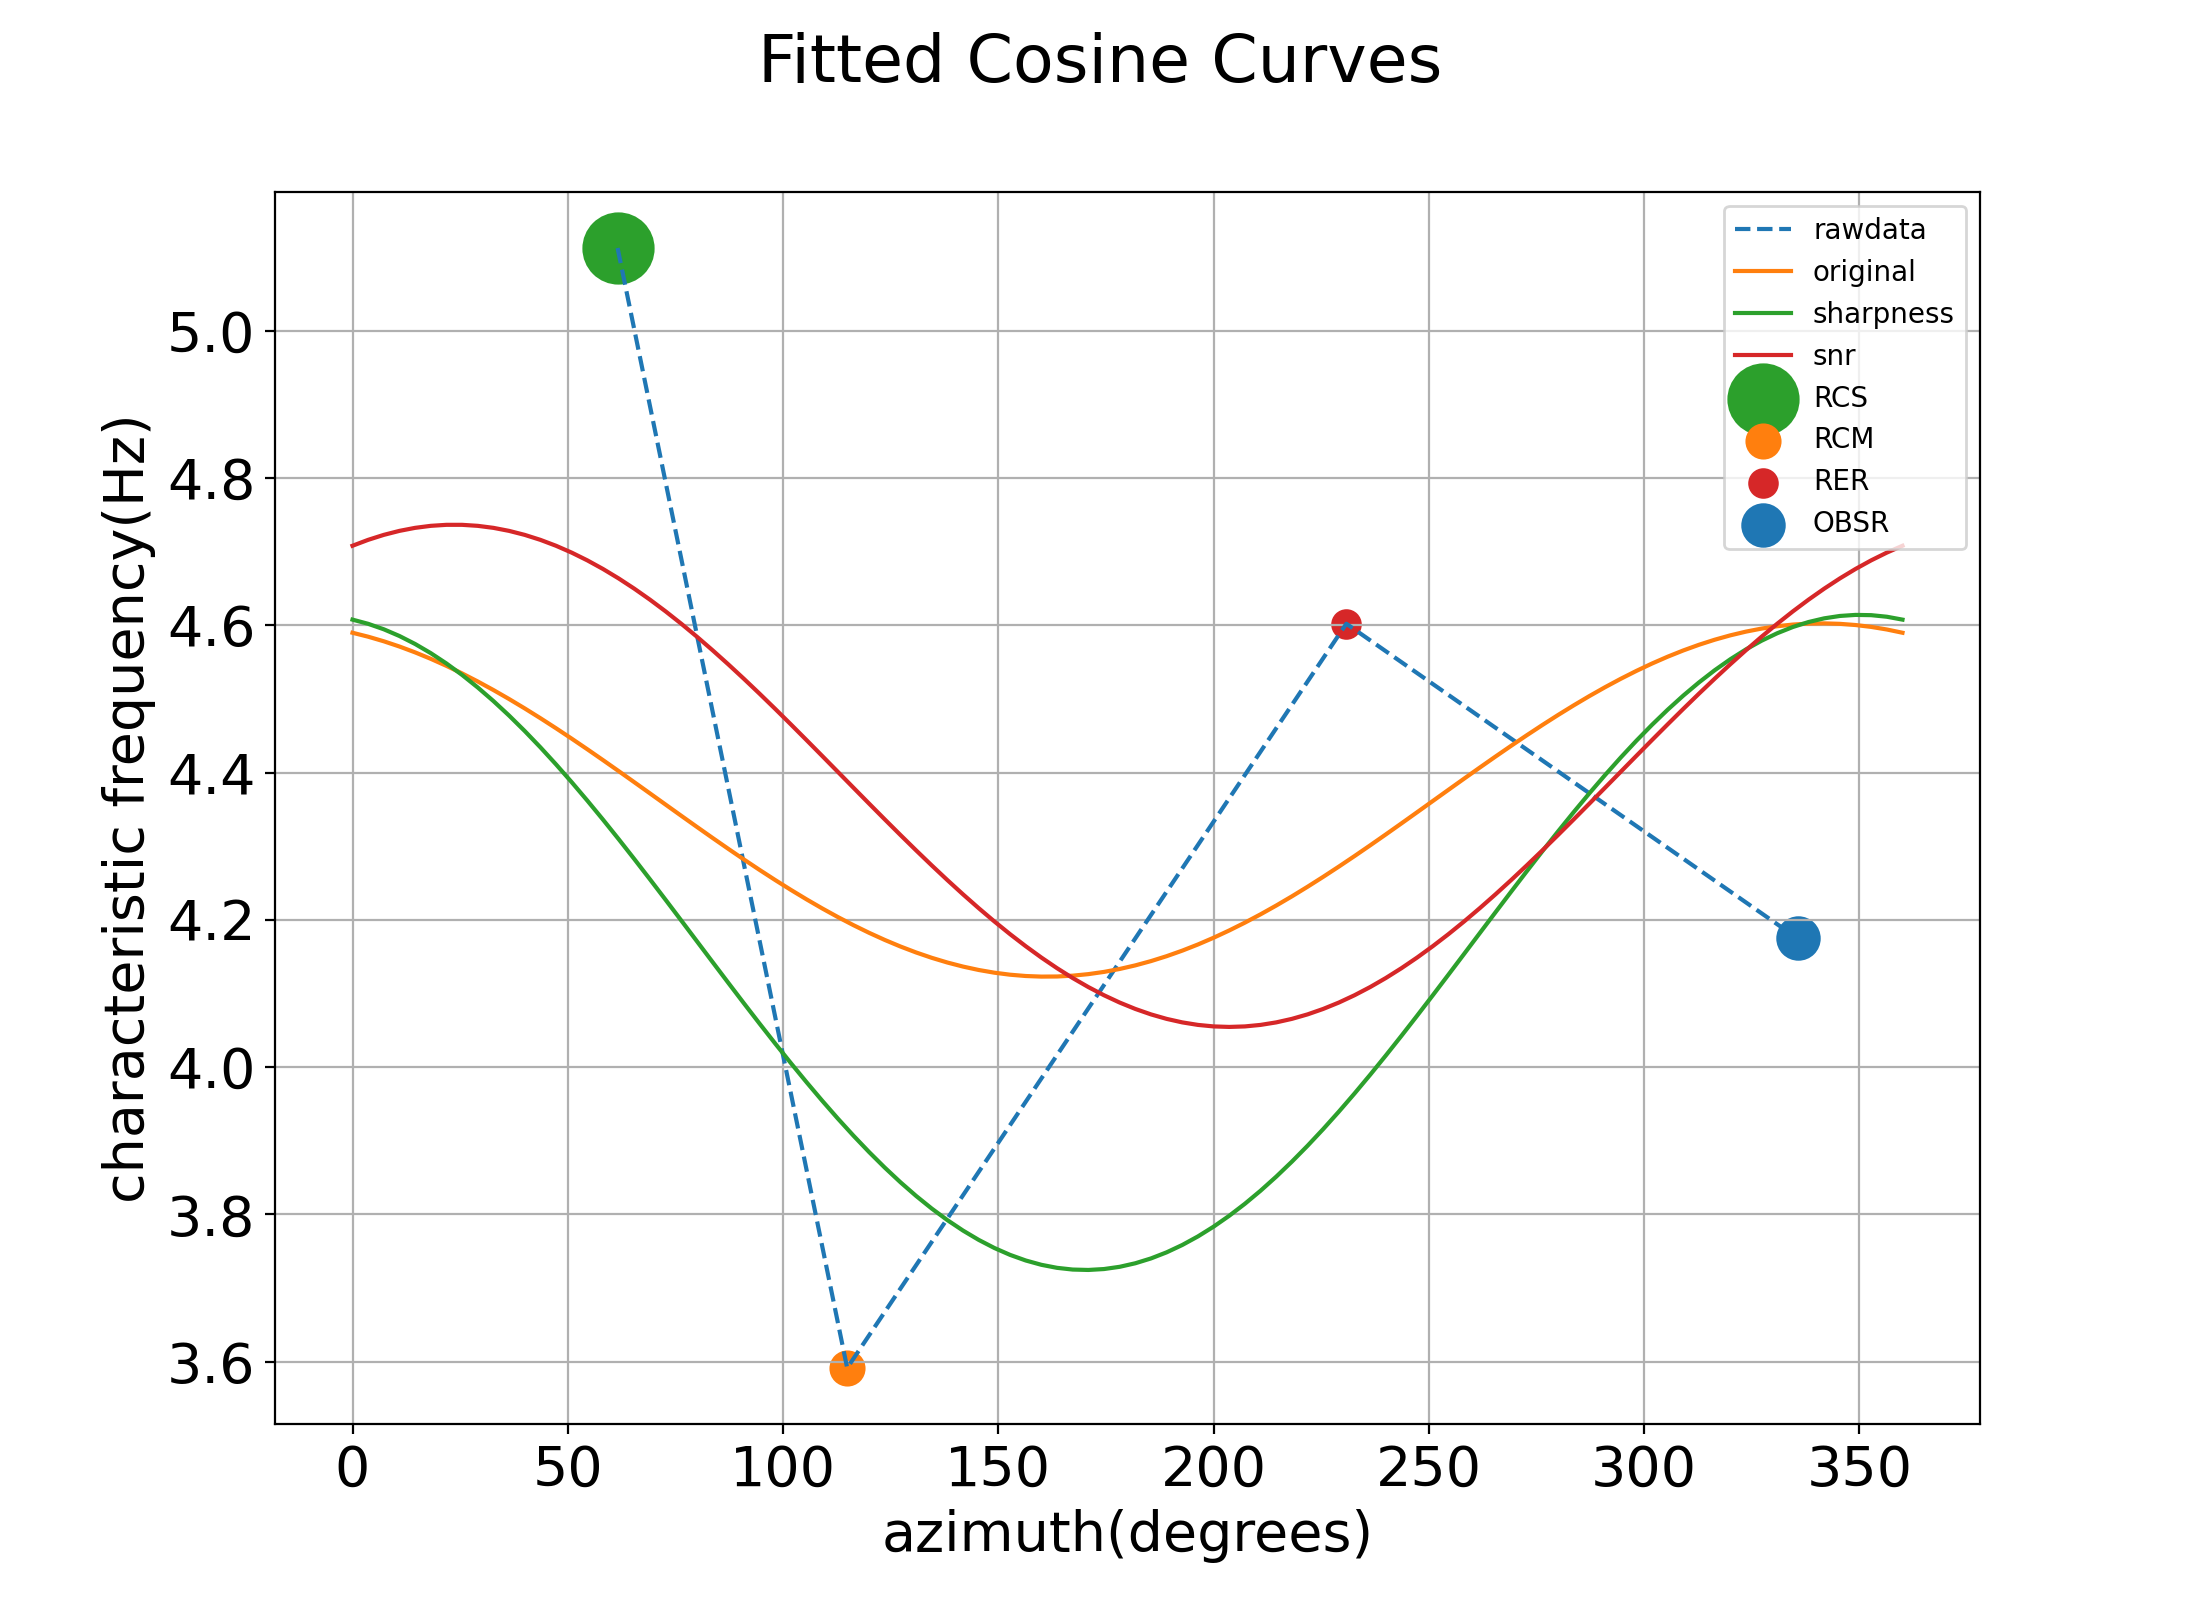 Fitted Cosine Curves
rawdata
original
sharpness
snr
RCS
RCM
RER
OBSR
characteristic frequency(Hz)
5.0
4.8
4.6
4.4
4.2
4.0
3.8
3.6
0 50 100 150 200 250 300 350
azimuth(degrees)